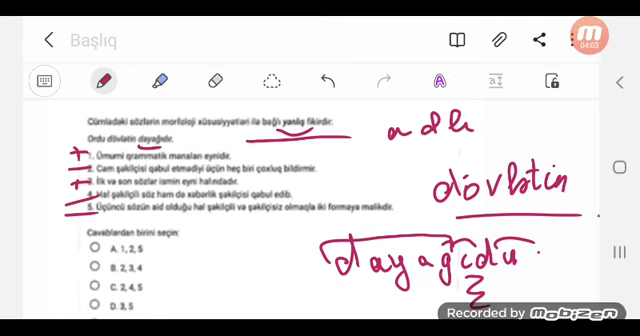 Başlıq
04:03
Cümlədəki sözlərin morfoloji xüsusiyyətləri ilə bağlı yanlış fikirdir:
Ordu dövlətin dayağıdır.
1. Ümumi qrammatik mənaları eynidir.
2. Cəm şəkilçisi qəbul etmədiyi üçün heç biri çoxluq bildirmir.
3. İlk və son sözlər ismin eyni halındadır.
4. Hal şəkilçili söz həm də xəbərlik şəkilçisi qəbul edib.
5. Üçüncü sözün aid olduğu hal şəkilçili və şəkilçisiz olmaqla iki formaya malikdir.
Cavablardan birini seçin:
A. 1, 2, 5
B. 2, 3, 4
C. 2, 4, 5
D. 3, 5
dövlətin
RECORDED BY
mobizen